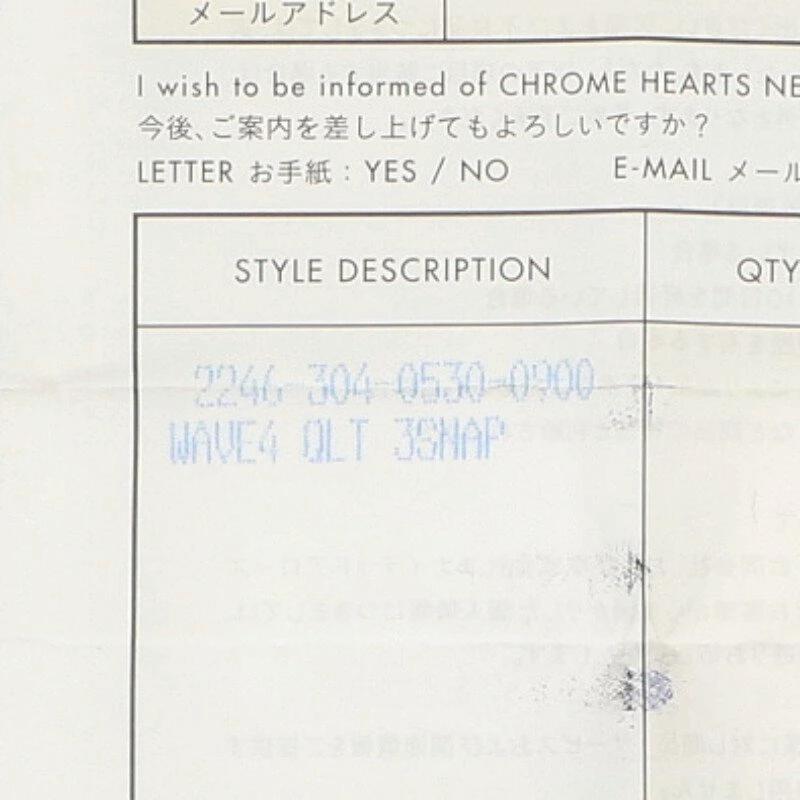 メールアドレス
I wish to be informed of CHROME HEARTS NE
今後、ご案内を差し上げてもよろしいですか？
LETTER お手紙 : YES / NO E-MAIL メール
STYLE DESCRIPTION QTY
2246-304-0530-0900
WAVE4 QLT 3SNAP